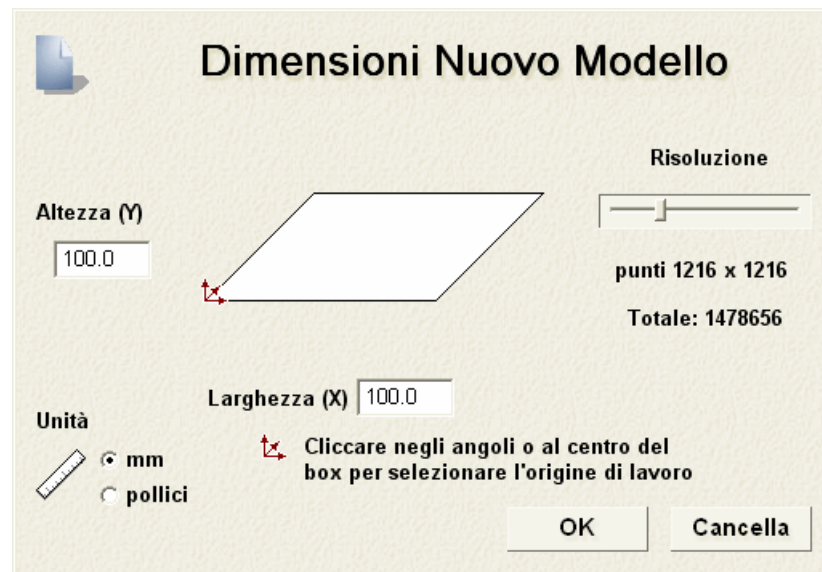 Dimensioni Nuovo Modello
Risoluzione
Altezza (Y)
100.0
punti 1216 x 1216
Totale: 1478656
Larghezza (X) 100.0
Unità
mm
pollici
Cliccare negli angoli o al centro del
box per selezionare l'origine di lavoro
OK
Cancella